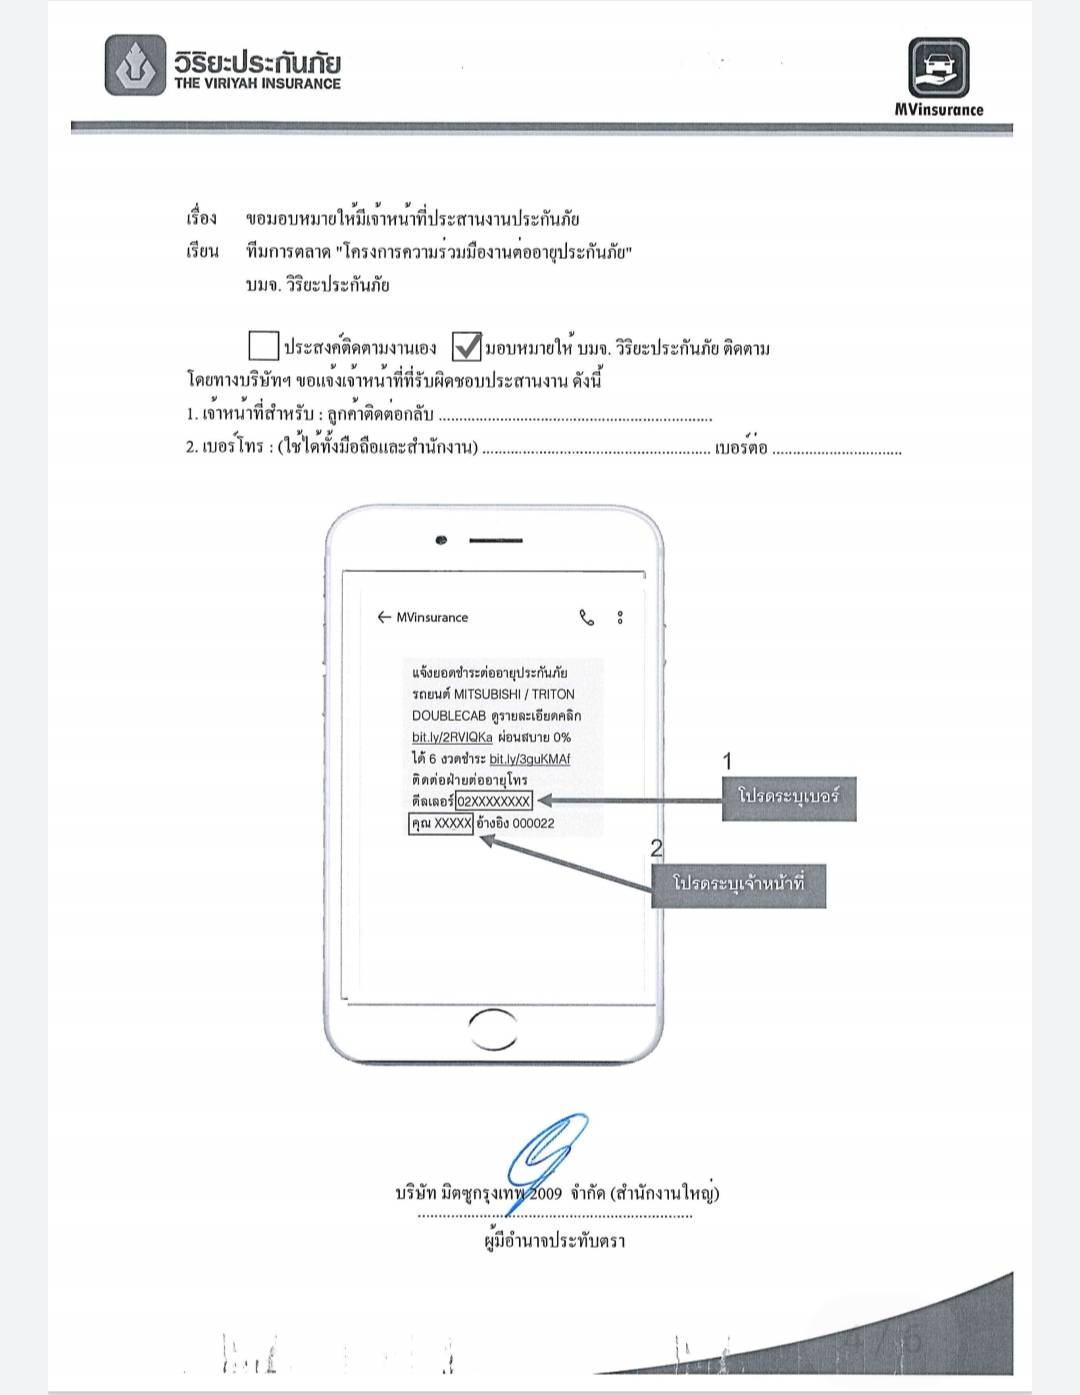 วิริยะประกันภัย
THE VIRIYAH INSURANCE
MVinsurance
เรื่อง ขอมอบหมายให้มีเจ้าหน้าที่ประสานงานประกันภัย
เรียน ทีมการตลาด "โครงการความร่วมมืองานต่ออายุประกันภัย"
บมจ. วิริยะประกันภัย
ประสงค์ติดตามงานเอง มอบหมายให้ บมจ. วิริยะประกันภัย ติดตาม
โดยทางบริษัทฯ ขอแจ้งเจ้าหน้าที่ที่รับผิดชอบประสานงาน ดังนี้
1. เจ้าหน้าที่สำหรับ : ลูกค้าติดต่อกลับ ................................................................
2. เบอร์โทร : (ใช้ได้ทั้งมือถือและสำนักงาน) ...................................................... เบอร์ต่อ ..............................
MVinsurance
แจ้งยอดชำระต่ออายุประกันภัย
รถยนต์ MITSUBISHI / TRITON
DOUBLECAB ดูรายละเอียดคลิก
bit.ly/2RVIQKa ผ่อนสบาย 0%
ได้ 6 งวดชำระ bit.ly/3guKMAf
ติดต่อฝ่ายต่ออายุโทร
ดีลเลอร์ 02XXXXXXXX
คุณ XXXXX อ้างอิง 000022
1
โปรดระบุเบอร์
2
โปรดระบุเจ้าหน้าที่
บริษัท มิตซูกรุงเทพ 2009 จำกัด (สำนักงานใหญ่)
ผู้มีอำนาจประทับตรา
4 / 5